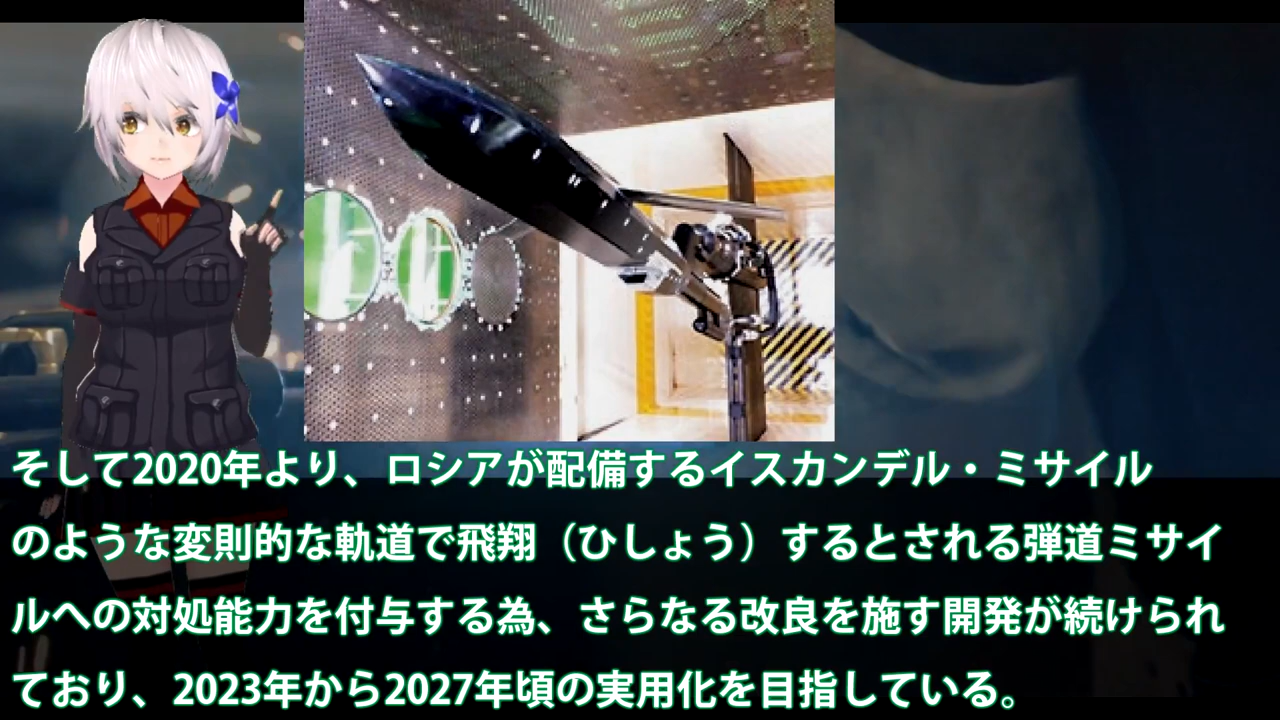 そして2020年より、ロシアが配備するイスカンデル・ミサイル
のような変則的な軌道で飛翔（ひしょう）するとされる弾道ミサイ
ルへの対処能力を付与する為、さらなる改良を施す開発が続けられ
ており、2023年から2027年頃の実用化を目指している。